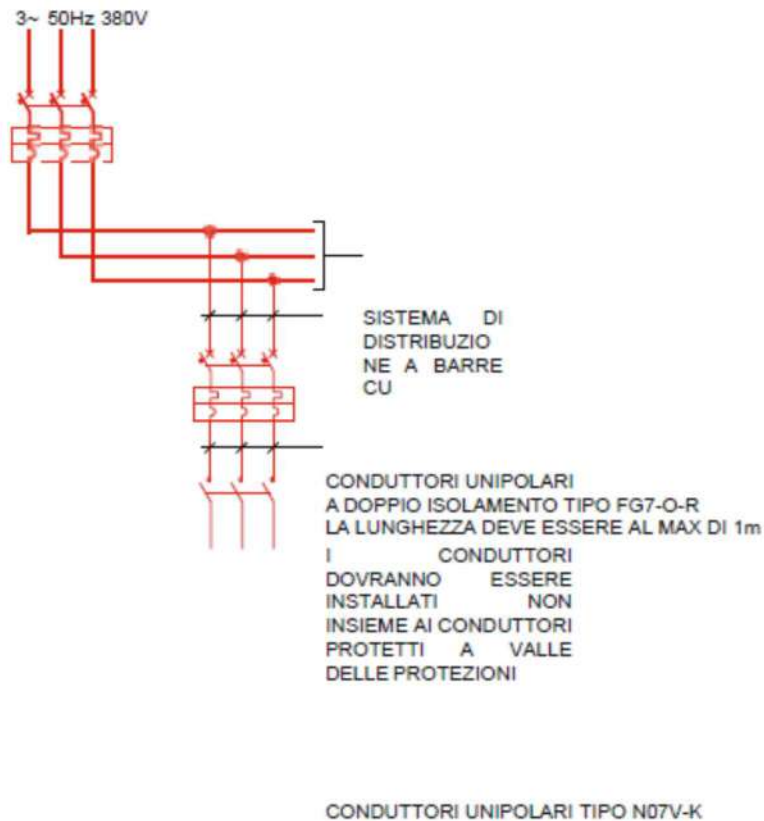 3~ 50Hz 380V
SISTEMA DI
DISTRIBUZIO
NE A BARRE
CU
CONDUTTORI UNIPOLARI
A DOPPIO ISOLAMENTO TIPO FG7-O-R
LA LUNGHEZZA DEVE ESSERE AL MAX DI 1m
I CONDUTTORI
DOVRANNO ESSERE
INSTALLATI NON
INSIEME AI CONDUTTORI
PROTETTI A VALLE
DELLE PROTEZIONI
CONDUTTORI UNIPOLARI TIPO N07V-K